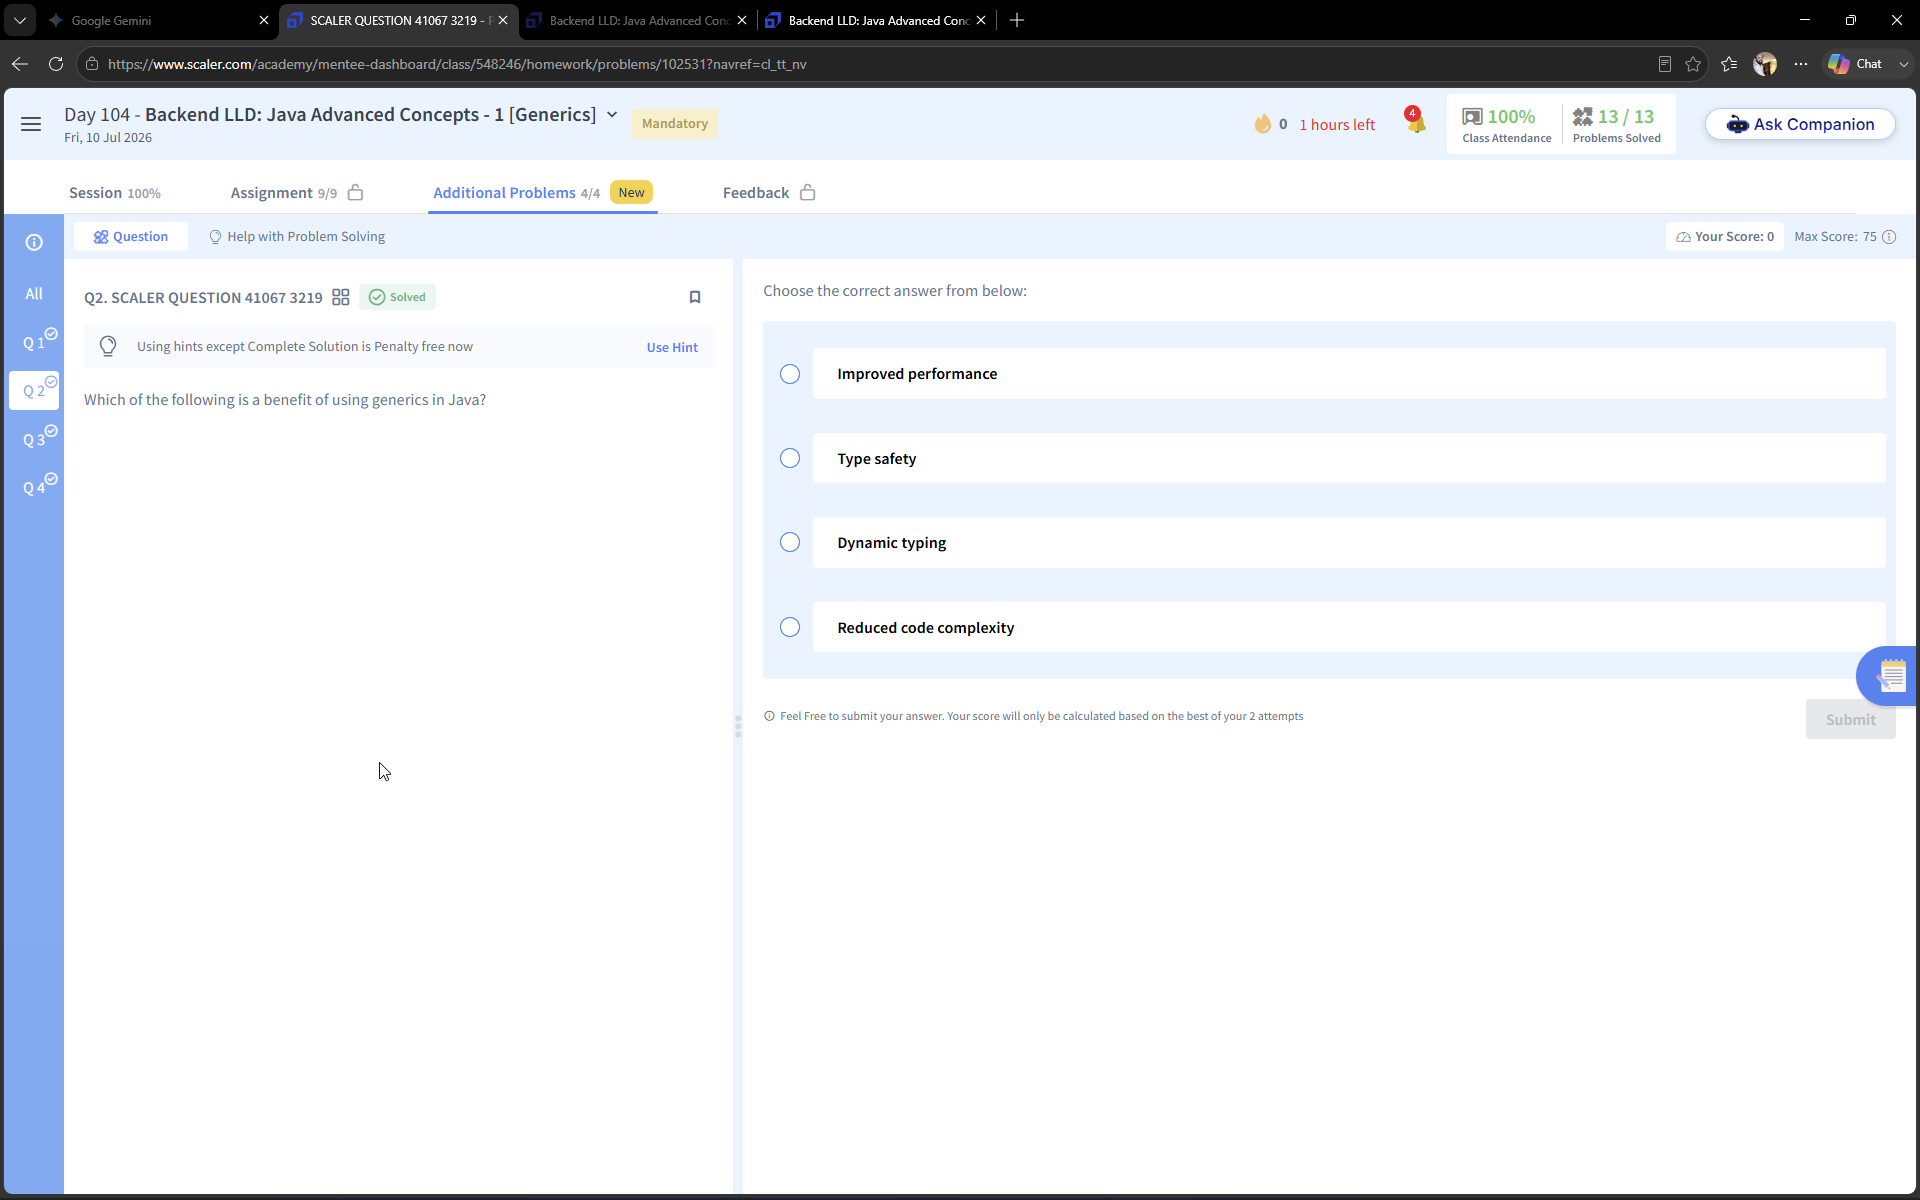 Google Gemini
SCALER QUESTION 41067 3219 -
Backend LLD: Java Advanced Conc
Backend LLD: Java Advanced Conc
https://www.scaler.com/academy/mentee-dashboard/class/548246/homework/problems/102531?navref=cl_tt_nv
Chat
Day 104 - Backend LLD: Java Advanced Concepts - 1 [Generics]
Fri, 10 Jul 2026
Mandatory
0
1 hours left
4
100%
Class Attendance
13 / 13
Problems Solved
Ask Companion
Session 100%
Assignment 9/9
Additional Problems 4/4
New
Feedback
Question
Help with Problem Solving
Your Score: 0
Max Score: 75
All
Q 1
Q 2
Q 3
Q 4
Q2. SCALER QUESTION 41067 3219
Solved
Using hints except Complete Solution is Penalty free now
Use Hint
Which of the following is a benefit of using generics in Java?
Choose the correct answer from below:
Improved performance
Type safety
Dynamic typing
Reduced code complexity
Feel Free to submit your answer. Your score will only be calculated based on the best of your 2 attempts
Submit